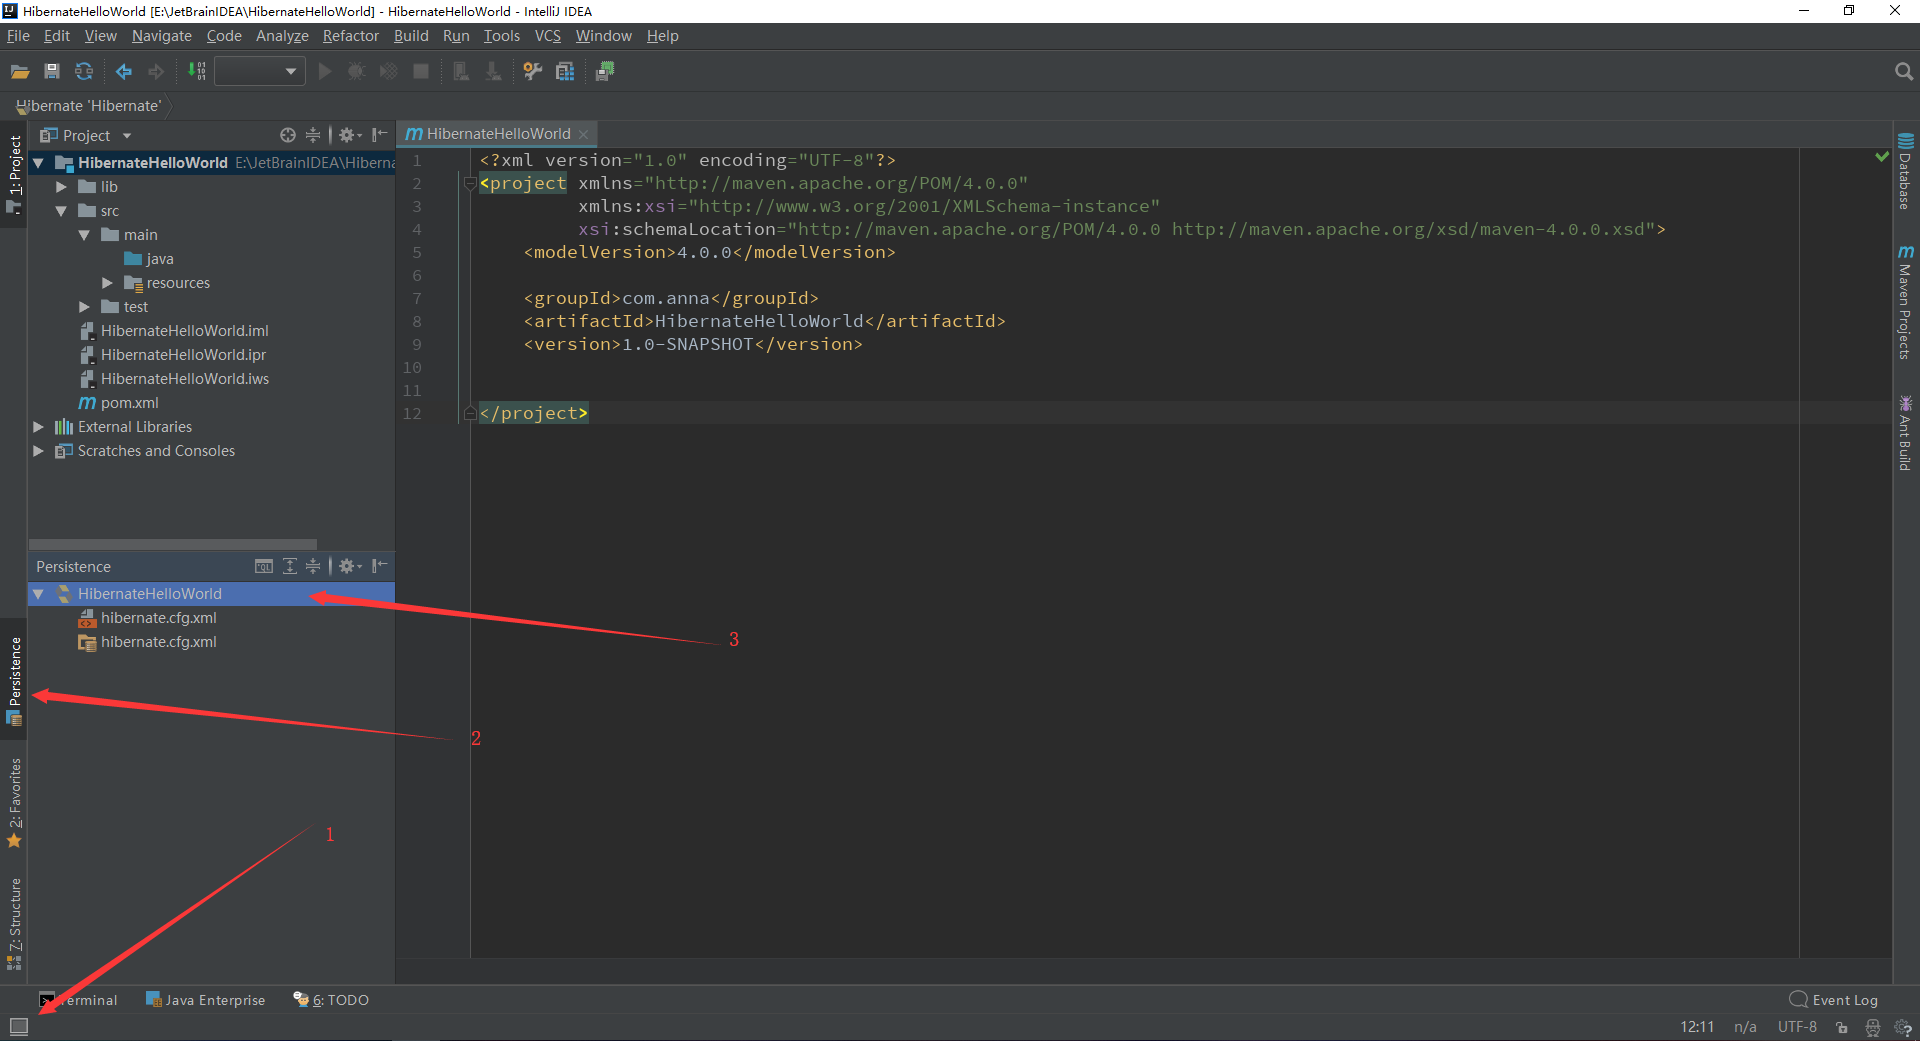 HibernateHelloWorld [E:\JetBrainIDEA\HibernateHelloWorld] - HibernateHelloWorld - IntelliJ IDEA
File Edit View Navigate Code Analyze Refactor Build Run Tools VCS Window Help
Hibernate 'Hibernate'
1: Project
Project
HibernateHelloWorld E:\JetBrainIDEA\Hiberna
lib
src
main
java
resources
test
HibernateHelloWorld.iml
HibernateHelloWorld.ipr
HibernateHelloWorld.iws
pom.xml
External Libraries
Scratches and Consoles
Persistence
HibernateHelloWorld
hibernate.cfg.xml
hibernate.cfg.xml
Persistence
2: Favorites
7: Structure
HibernateHelloWorld
1 <?xml version="1.0" encoding="UTF-8"?>
2 <project xmlns="http://maven.apache.org/POM/4.0.0"
3 xmlns:xsi="http://www.w3.org/2001/XMLSchema-instance"
4 xsi:schemaLocation="http://maven.apache.org/POM/4.0.0 http://maven.apache.org/xsd/maven-4.0.0.xsd">
5 <modelVersion>4.0.0</modelVersion>
6
7 <groupId>com.anna</groupId>
8 <artifactId>HibernateHelloWorld</artifactId>
9 <version>1.0-SNAPSHOT</version>
10
11
12 </project>
3
2
1
Database
Maven Projects
Ant Build
Terminal Java Enterprise 6: TODO Event Log
12:11 n/a UTF-8